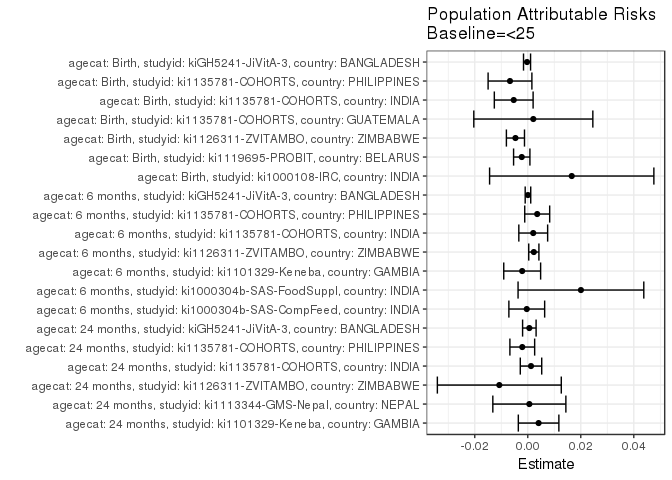 Population Attributable Risks
Baseline=<25
agecat: Birth, studyid: kiGH5241-JiVitA-3, country: BANGLADESH
agecat: Birth, studyid: ki1135781-COHORTS, country: PHILIPPINES
agecat: Birth, studyid: ki1135781-COHORTS, country: INDIA
agecat: Birth, studyid: ki1135781-COHORTS, country: GUATEMALA
agecat: Birth, studyid: ki1126311-ZVITAMBO, country: ZIMBABWE
agecat: Birth, studyid: ki1119695-PROBIT, country: BELARUS
agecat: Birth, studyid: ki1000108-IRC, country: INDIA
agecat: 6 months, studyid: kiGH5241-JiVitA-3, country: BANGLADESH
agecat: 6 months, studyid: ki1135781-COHORTS, country: PHILIPPINES
agecat: 6 months, studyid: ki1135781-COHORTS, country: INDIA
agecat: 6 months, studyid: ki1126311-ZVITAMBO, country: ZIMBABWE
agecat: 6 months, studyid: ki1101329-Keneba, country: GAMBIA
agecat: 6 months, studyid: ki1000304b-SAS-FoodSuppl, country: INDIA
agecat: 6 months, studyid: ki1000304b-SAS-CompFeed, country: INDIA
agecat: 24 months, studyid: kiGH5241-JiVitA-3, country: BANGLADESH
agecat: 24 months, studyid: ki1135781-COHORTS, country: PHILIPPINES
agecat: 24 months, studyid: ki1135781-COHORTS, country: INDIA
agecat: 24 months, studyid: ki1126311-ZVITAMBO, country: ZIMBABWE
agecat: 24 months, studyid: ki1113344-GMS-Nepal, country: NEPAL
agecat: 24 months, studyid: ki1101329-Keneba, country: GAMBIA
-0.02 0.00 0.02 0.04
Estimate